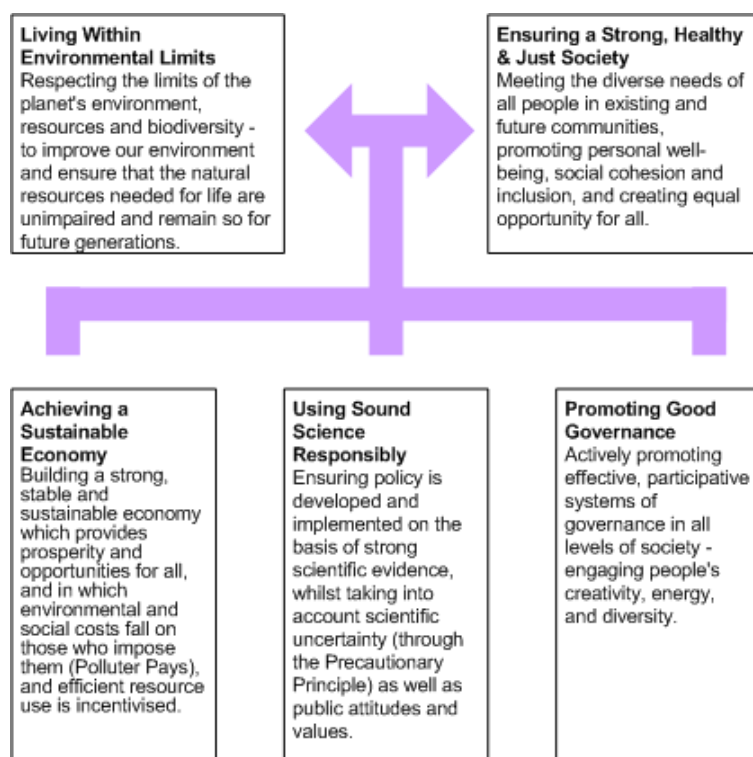 Living Within
Environmental Limits
Respecting the limits of the
planet's environment,
resources and biodiversity -
to improve our environment
and ensure that the natural
resources needed for life are
unimpaired and remain so for
future generations.
Ensuring a Strong, Healthy
& Just Society
Meeting the diverse needs of
all people in existing and
future communities,
promoting personal well-
being, social cohesion and
inclusion, and creating equal
opportunity for all.
Achieving a
Sustainable
Economy
Building a strong,
stable and
sustainable economy
which provides
prosperity and
opportunities for all,
and in which
environmental and
social costs fall on
those who impose
them (Polluter Pays),
and efficient resource
use is incentivised.
Using Sound
Science
Responsibly
Ensuring policy is
developed and
implemented on the
basis of strong
scientific evidence,
whilst taking into
account scientific
uncertainty (through
the Precautionary
Principle) as well as
public attitudes and
values.
Promoting Good
Governance
Actively promoting
effective, participative
systems of
governance in all
levels of society -
engaging people's
creativity, energy,
and diversity.